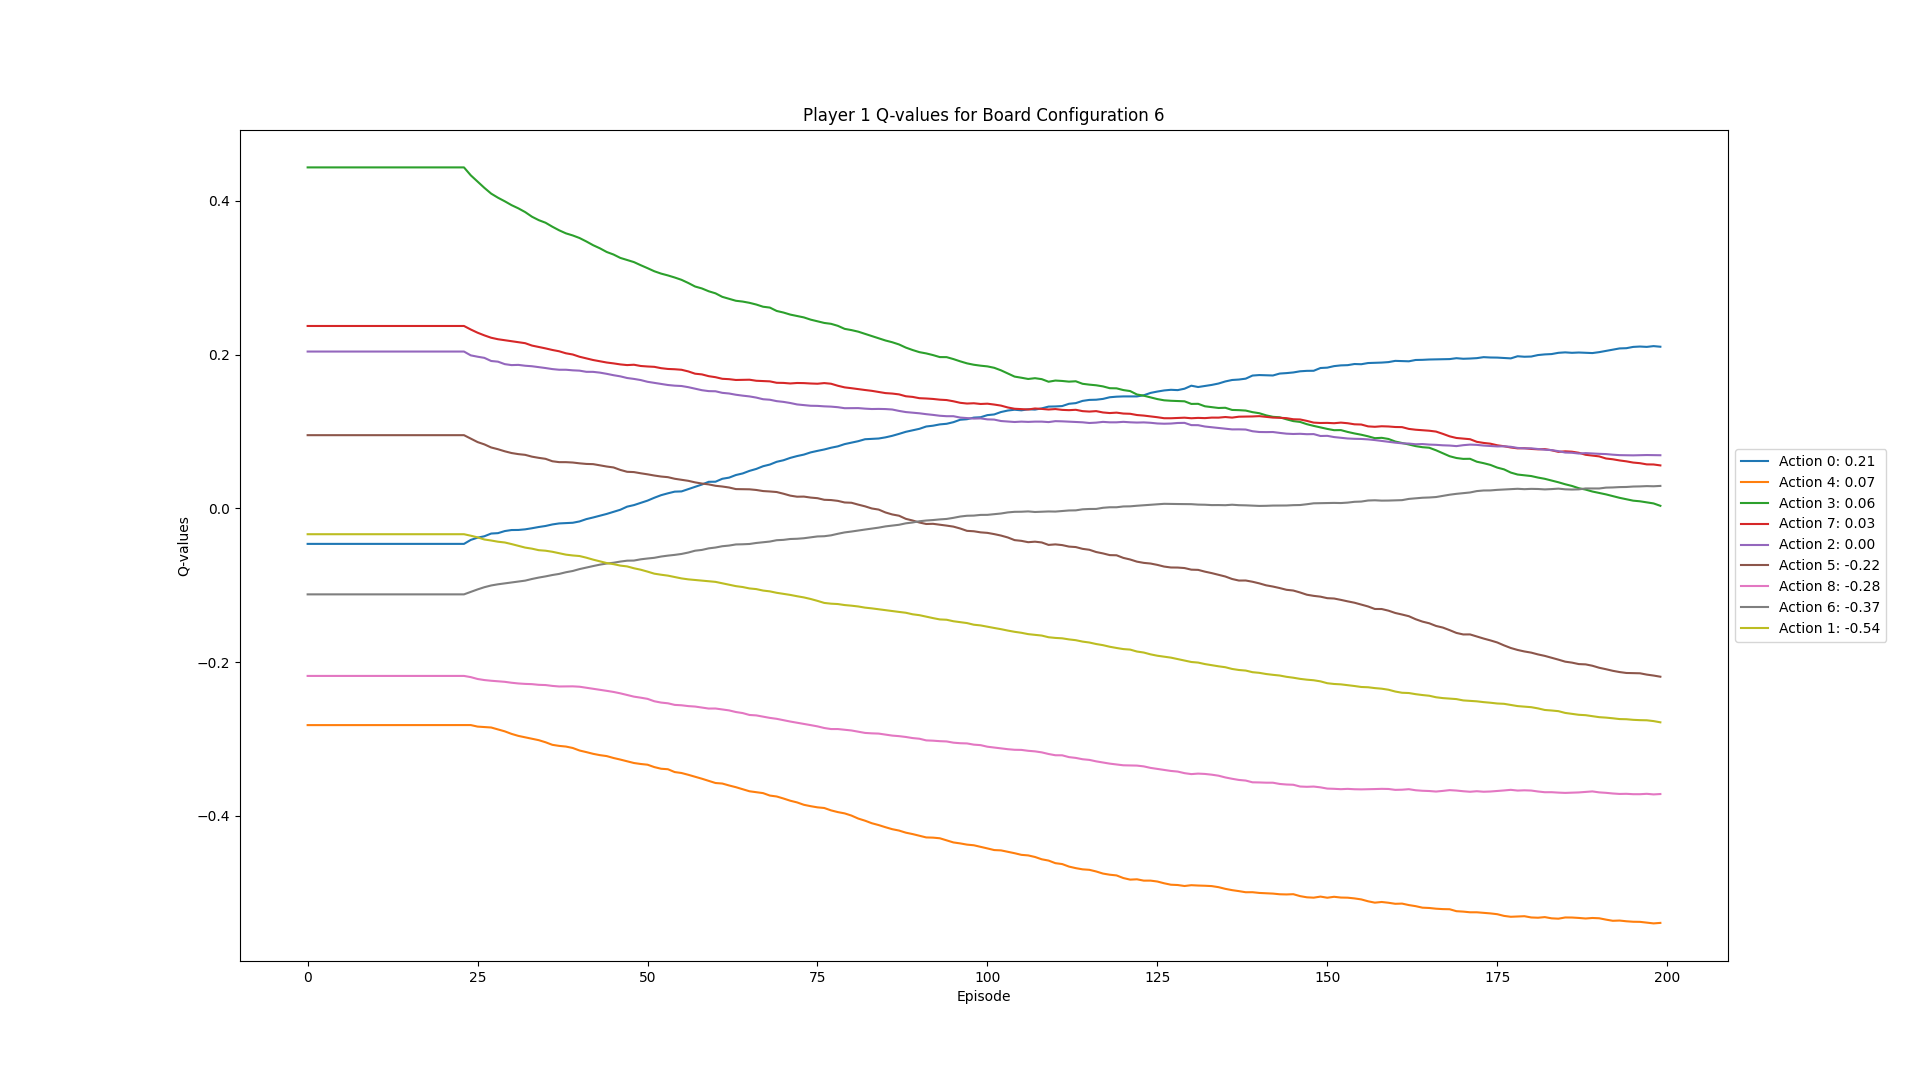 Player 1 Q-values for Board Configuration 6
Q-values
0.4
0.2
0.0
−0.2
−0.4
0
25
50
75
100
125
150
175
200
Episode
Action 0: 0.21
Action 4: 0.07
Action 3: 0.06
Action 7: 0.03
Action 2: 0.00
Action 5: -0.22
Action 8: -0.28
Action 6: -0.37
Action 1: -0.54